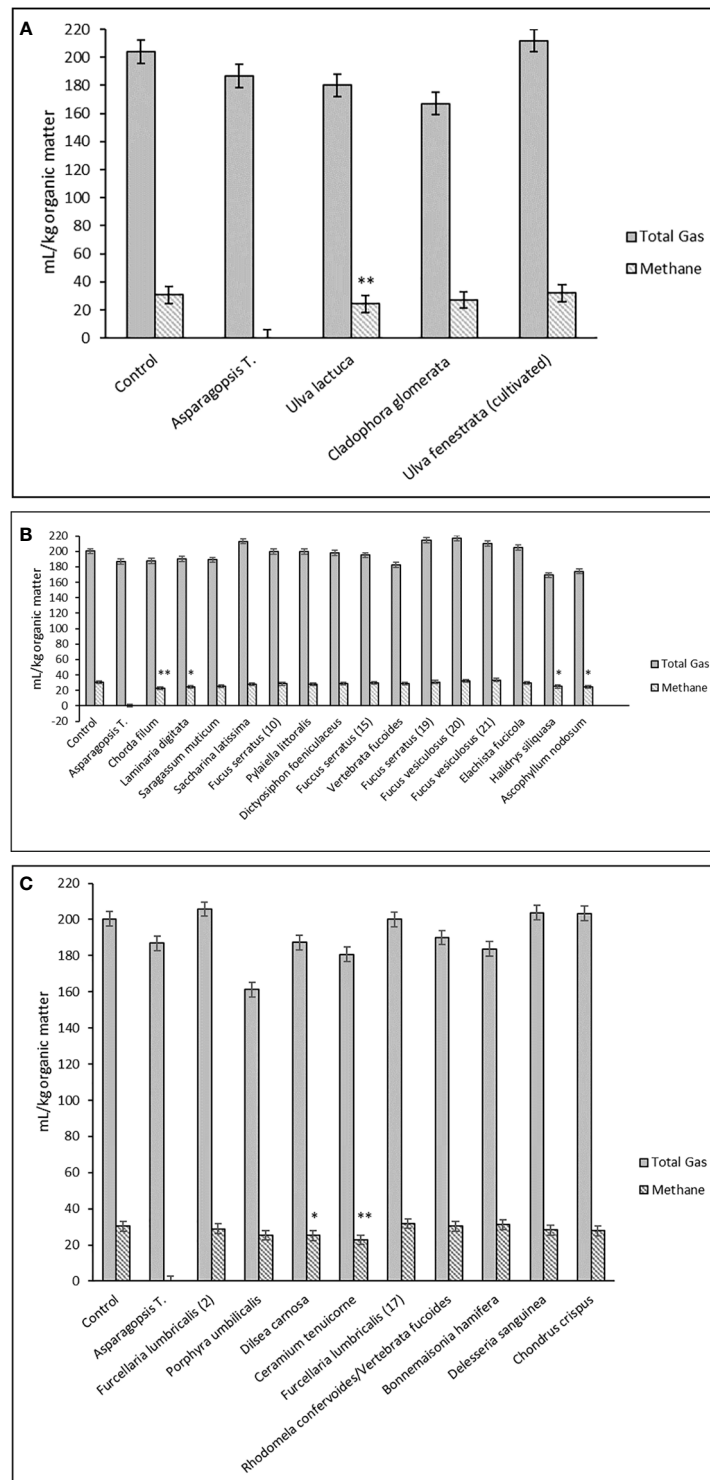 A
220
200
180
160
140
120
100
80
60
40
20
0
mL/kg organic matter
**
Total Gas
Methane
Control
Asparagopsis T.
Ulva lactuca
Cladophora glomerata
Ulva fenestrata (cultivated)
B
220
200
180
160
140
120
100
80
60
40
20
0
-20
mL/kg organic matter
**
*
*
*
Total Gas
Methane
Control
Asparagopsis T.
Chorda filum
Laminaria digitata
Saragassum muticum
Saccharina latissima
Fucus serratus (10)
Pylaiella littoralis
Dictyosiphon foeniculaceus
Fuccus serratus (15)
Vertebrata fucoides
Fucus serratus (19)
Fucus vesiculosus (20)
Fucus vesiculosus (21)
Elachista fucicola
Halidrys siliquasa
Ascophyllum nodosum
C
220
200
180
160
140
120
100
80
60
40
20
0
mL/kg organic matter
*
**
Total Gas
Methane
Control
Asparagopsis T.
Furcellaria lumbricalis (2)
Porphyra umbilicalis
Dilsea carnosa
Ceramium tenuicorne
Furcellaria lumbricalis (17)
Rhodomela confervoides/Vertebrata fucoides
Bonnemaisonia hamifera
Delesseria sanguinea
Chondrus crispus